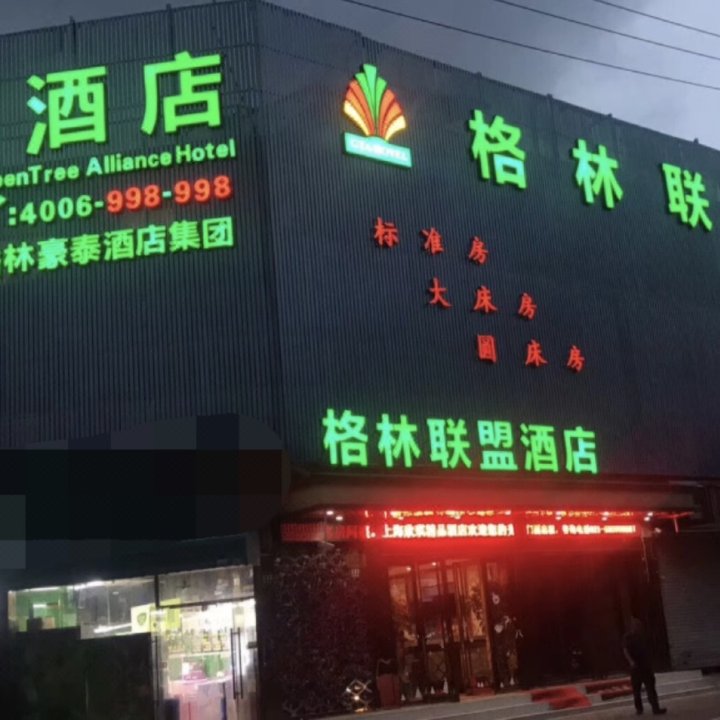 酒店
GreenTree Alliance Hotel
:4006-998-998
林豪泰酒店集团
格林联
标准房
大床房
圆床房
格林联盟酒店